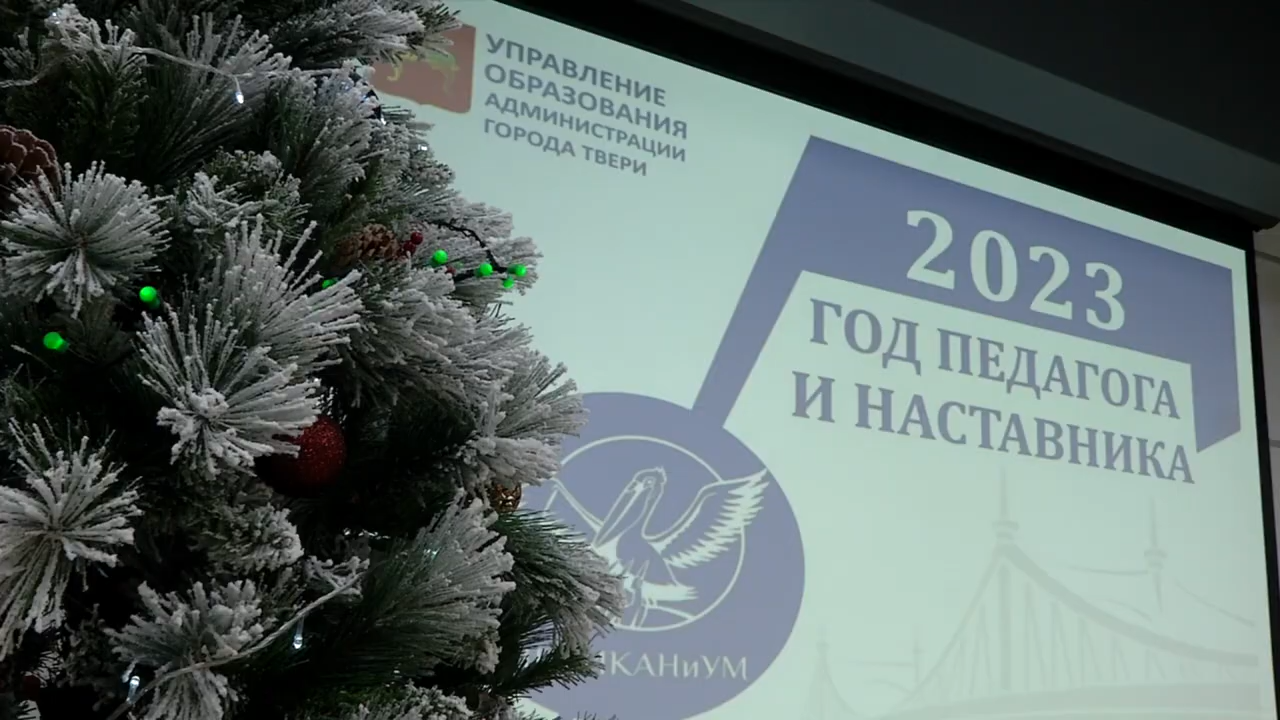 УПРАВЛЕНИЕ
ОБРАЗОВАНИЯ
АДМИНИСТРАЦИИ
ГОРОДА ТВЕРИ
2023
ГОД ПЕДАГОГА
И НАСТАВНИКА